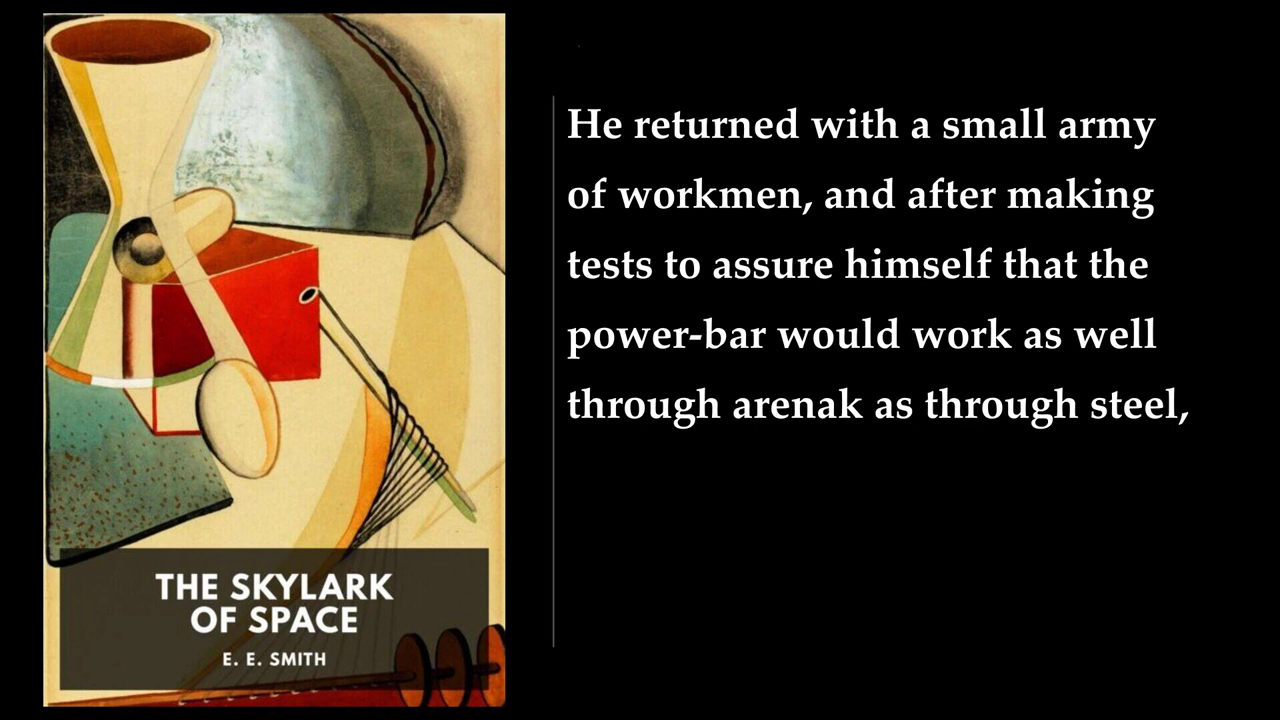 THE SKYLARK
OF SPACE
E. E. SMITH
He returned with a small army
of workmen, and after making
tests to assure himself that the
power-bar would work as well
through arenak as through steel,